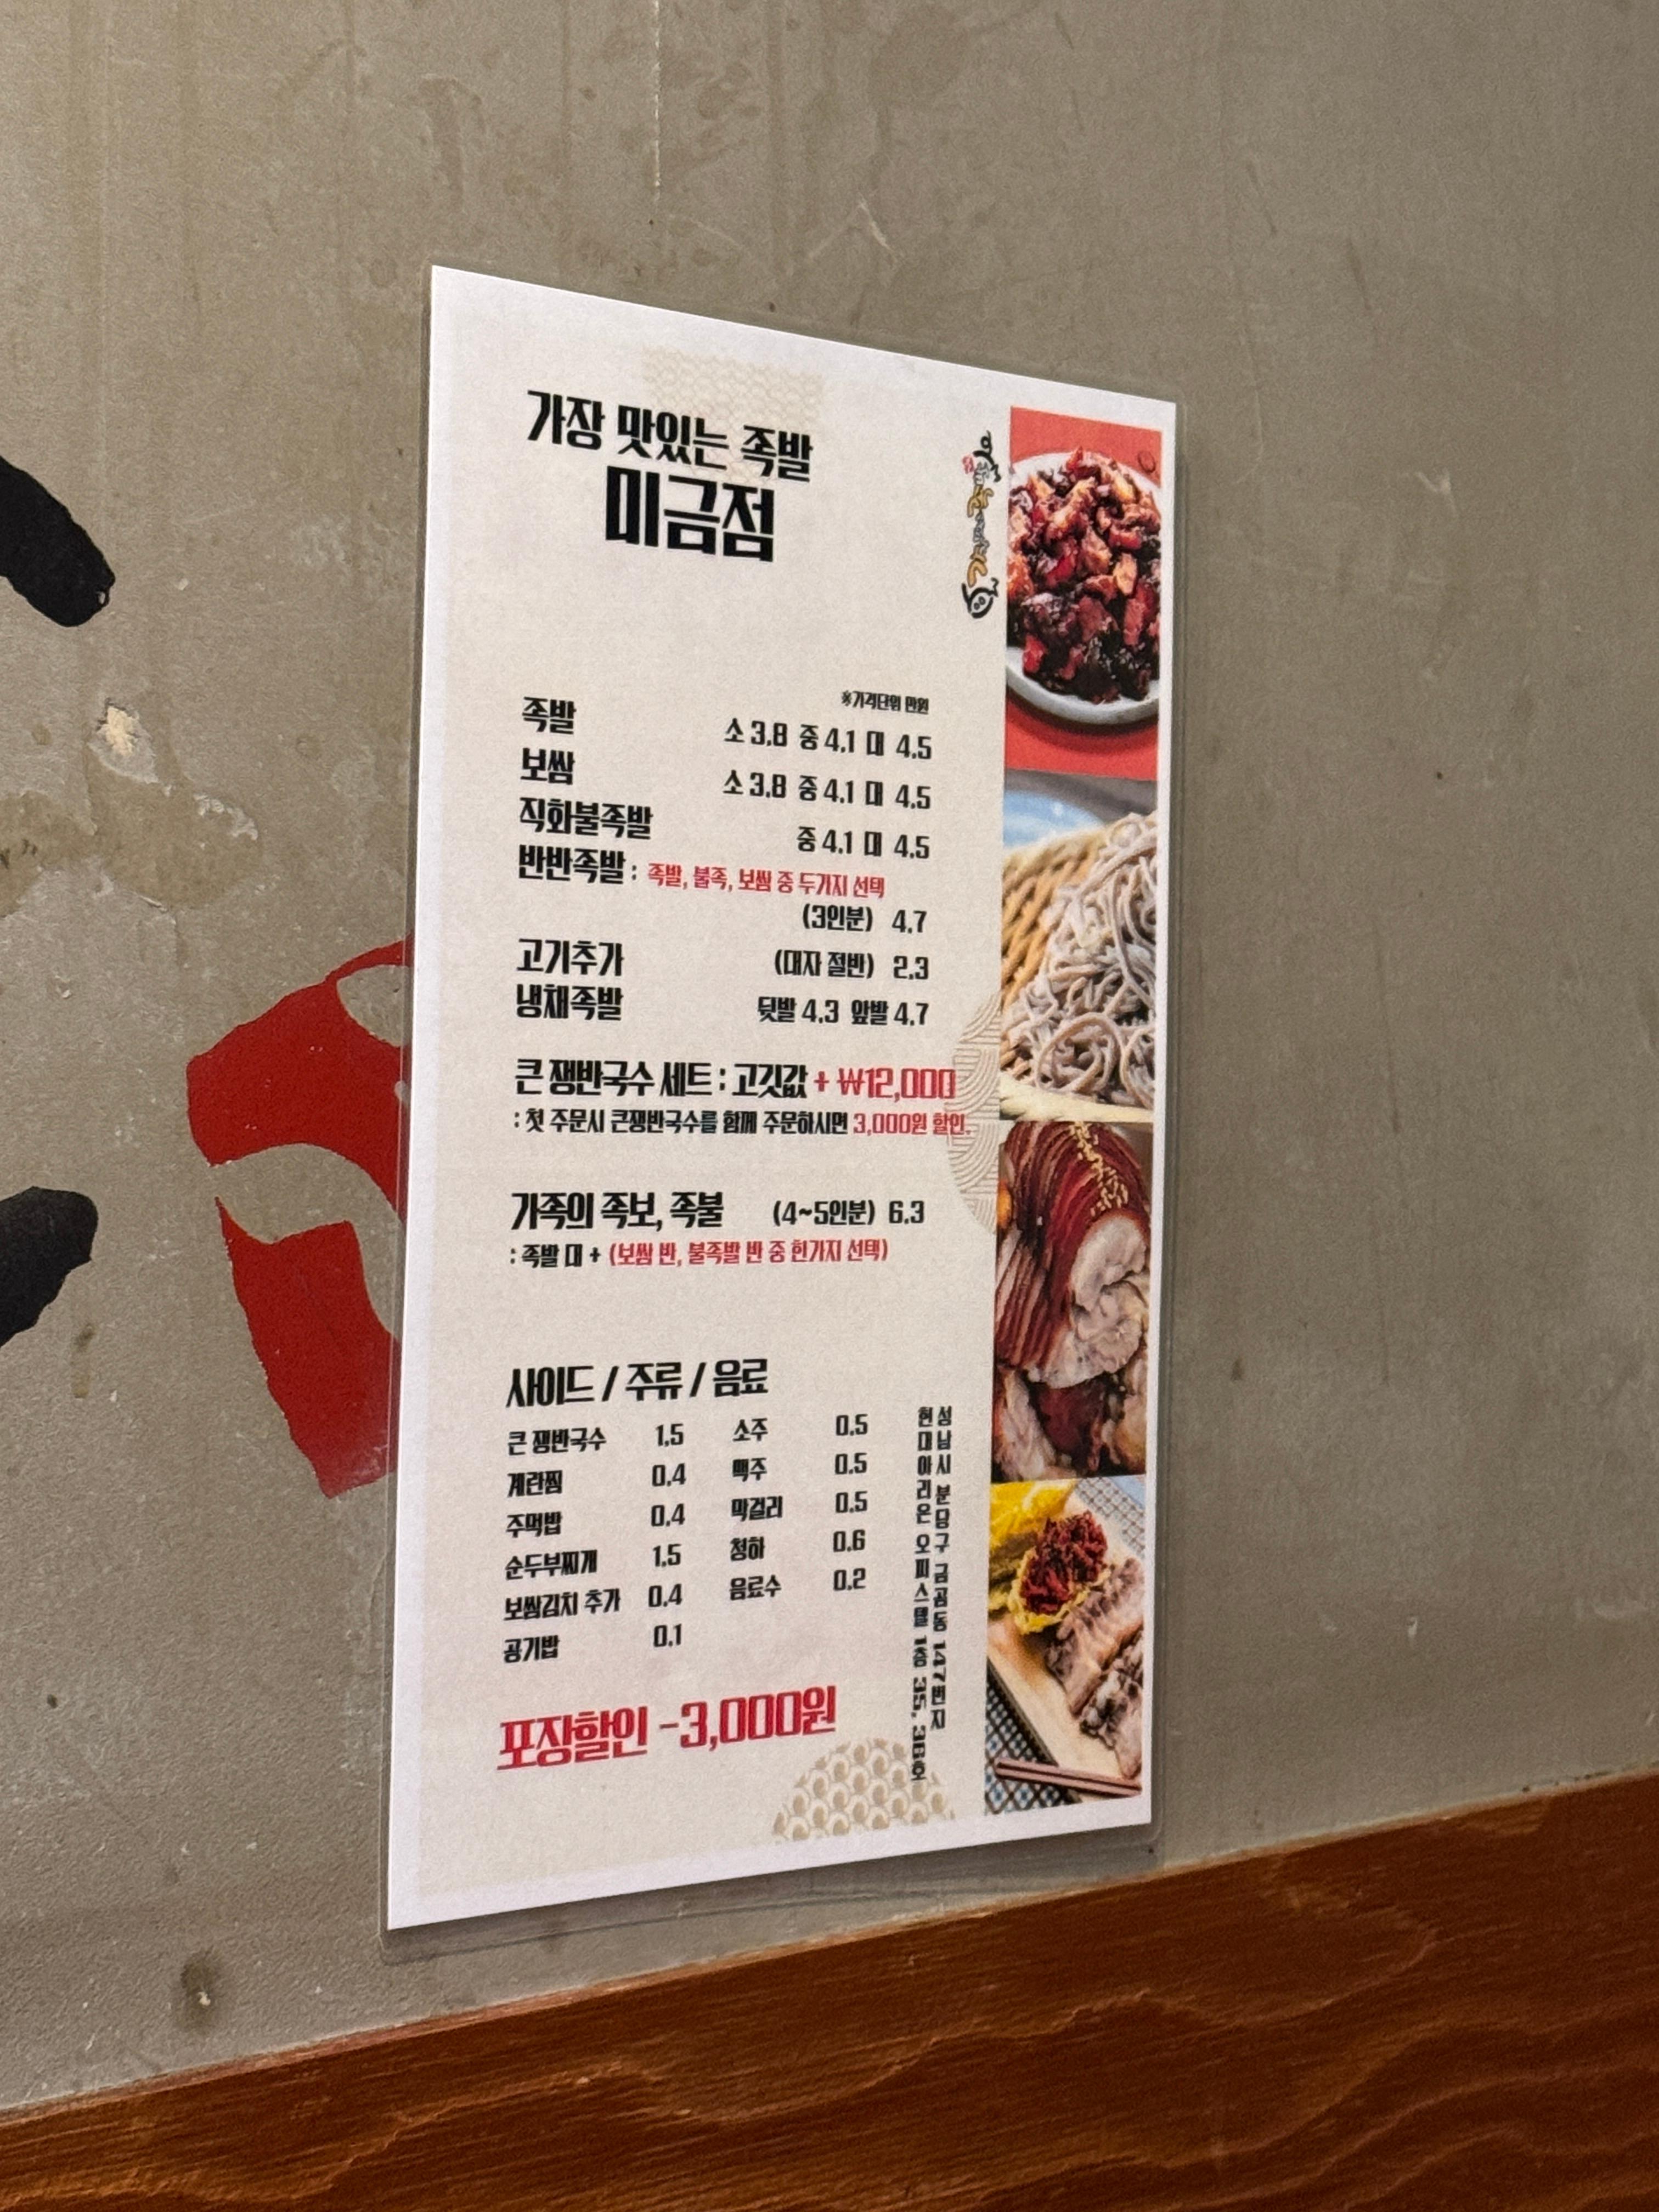 가장 맛있는 족발
미금점
※가격단위 만원
족발 소 3.8 중 4.1 대 4.5
보쌈 소 3.8 중 4.1 대 4.5
직화불족발 중 4.1 대 4.5
반반족발 : 족발, 불족, 보쌈 중 두가지 선택
(3인분) 4.7
고기추가 (대자 절반) 2.3
냉채족발 뒷발 4.3 앞발 4.7
큰 쟁반국수 세트 : 고깃값 + ₩12,000
: 첫 주문시 큰쟁반국수를 함께 주문하시면 3,000원 할인.
가족의 족보, 족불 (4~5인분) 6.3
: 족발 대 + (보쌈 반, 불족발 반 중 한가지 선택)
사이드 / 주류 / 음료
큰 쟁반국수 1.5 소주 0.5
계란찜 0.4 맥주 0.5
주먹밥 0.4 막걸리 0.5
순두부찌개 1.5 청하 0.6
보쌈김치 추가 0.4 음료수 0.2
공기밥 0.1
포장할인 -3,000원
성남시 분당구 금곡동 147번지
현대아리온 오피스텔 1층 35, 36호